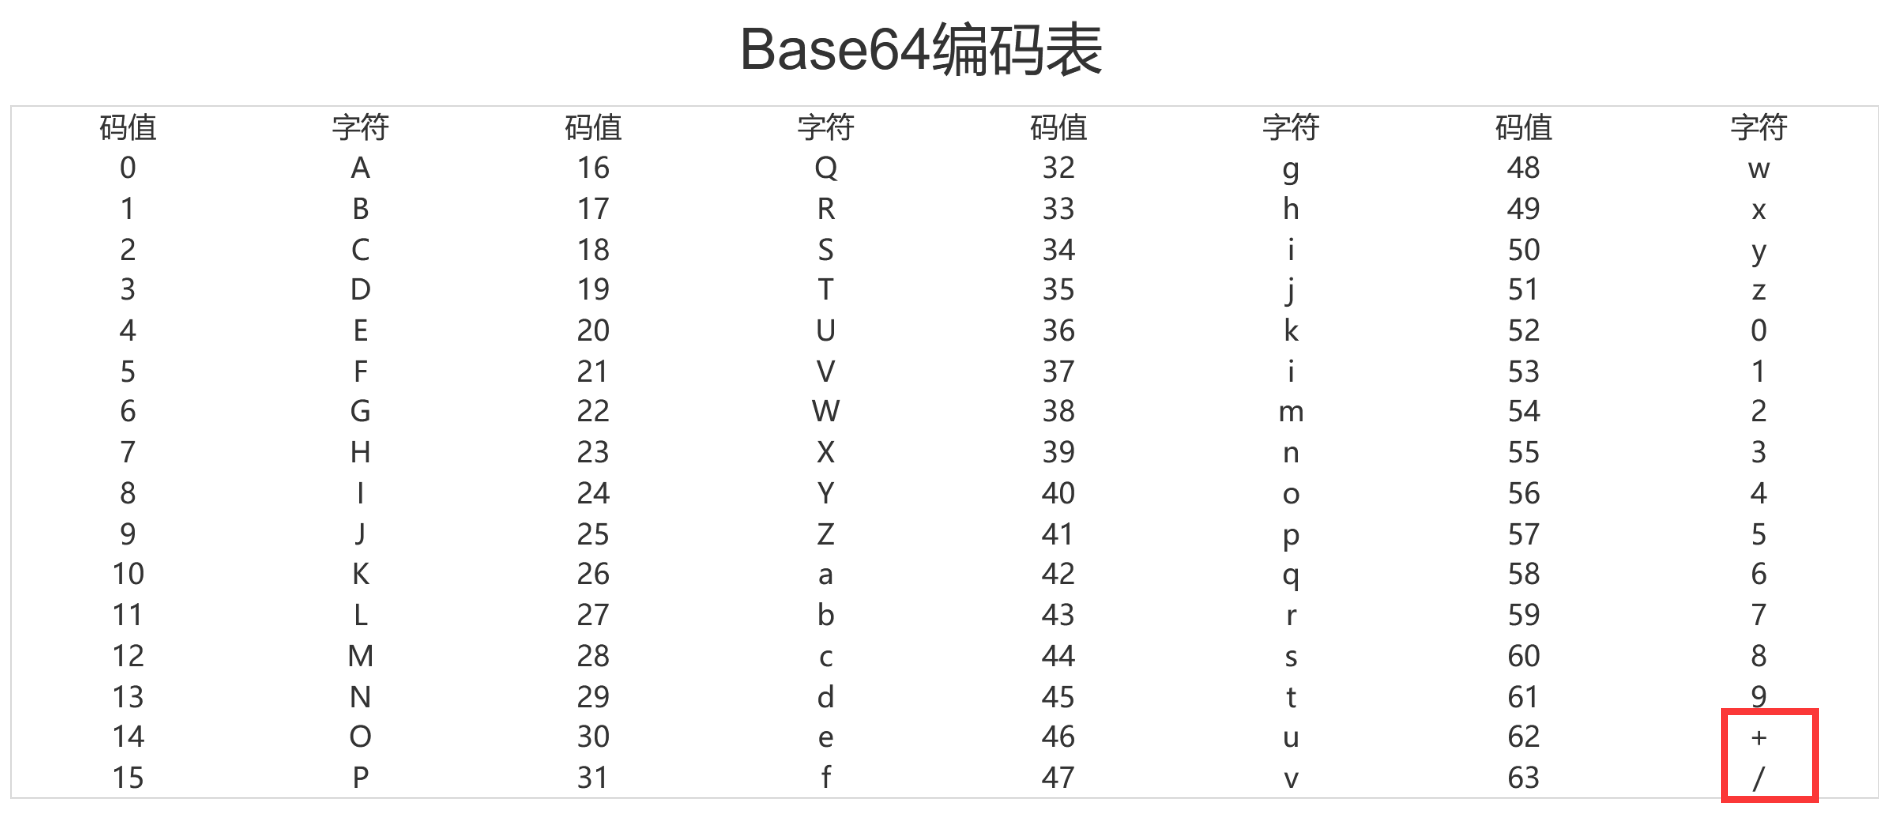 Base64编码表
码值 字符 码值 字符 码值 字符 码值 字符
0 A 16 Q 32 g 48 w
1 B 17 R 33 h 49 x
2 C 18 S 34 i 50 y
3 D 19 T 35 j 51 z
4 E 20 U 36 k 52 0
5 F 21 V 37 i 53 1
6 G 22 W 38 m 54 2
7 H 23 X 39 n 55 3
8 I 24 Y 40 o 56 4
9 J 25 Z 41 p 57 5
10 K 26 a 42 q 58 6
11 L 27 b 43 r 59 7
12 M 28 c 44 s 60 8
13 N 29 d 45 t 61 9
14 O 30 e 46 u 62 +
15 P 31 f 47 v 63 /